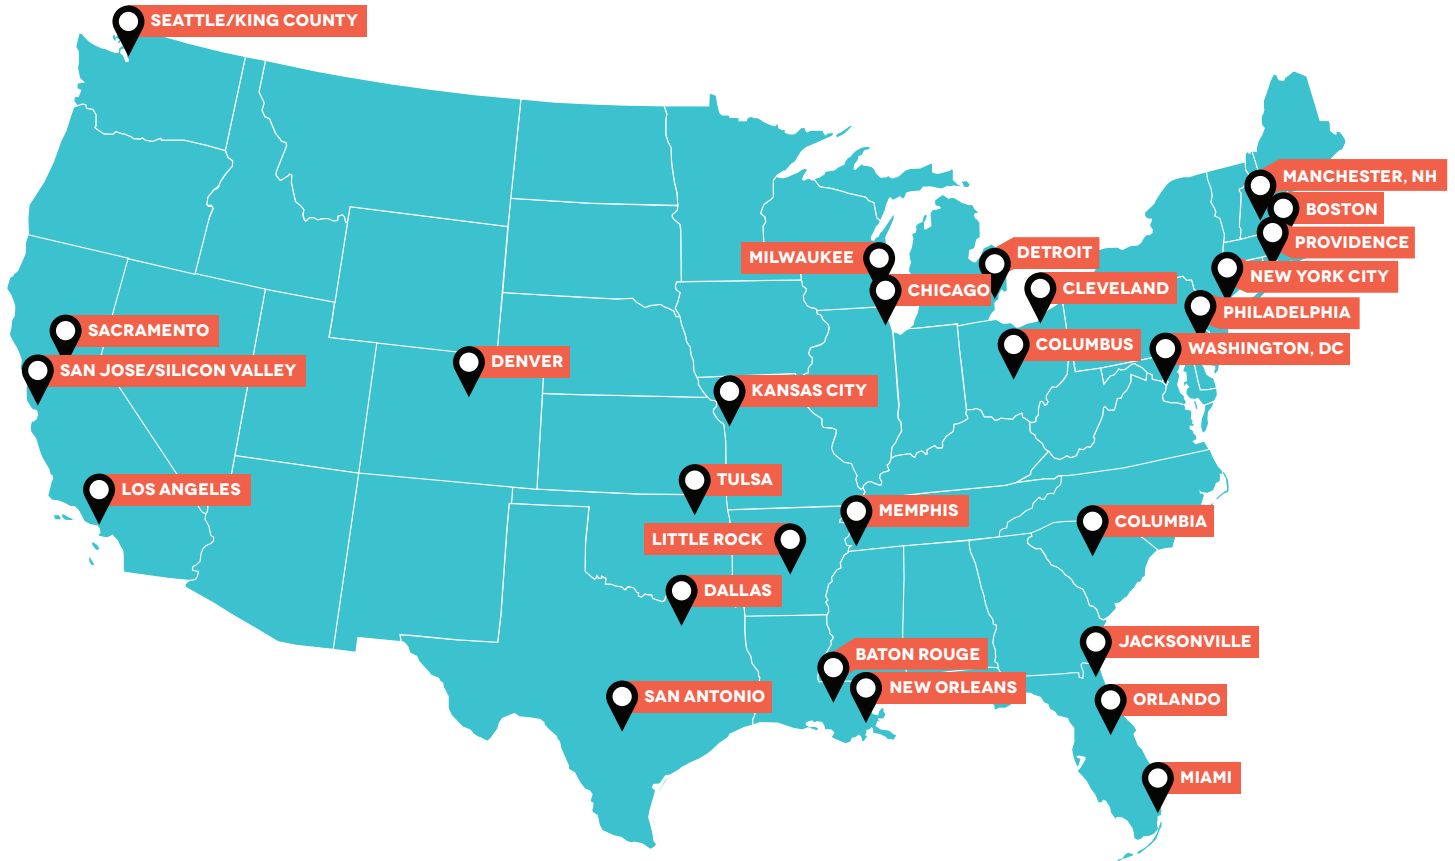 SEATTLE/KING COUNTY
MANCHESTER, NH
BOSTON
PROVIDENCE
MILWAUKEE
DETROIT
NEW YORK CITY
CHICAGO
CLEVELAND
PHILADELPHIA
SACRAMENTO
COLUMBUS
WASHINGTON, DC
SAN JOSE/SILICON VALLEY
DENVER
KANSAS CITY
LOS ANGELES
TULSA
MEMPHIS
COLUMBIA
LITTLE ROCK
DALLAS
JACKSONVILLE
BATON ROUGE
NEW ORLEANS
SAN ANTONIO
ORLANDO
MIAMI